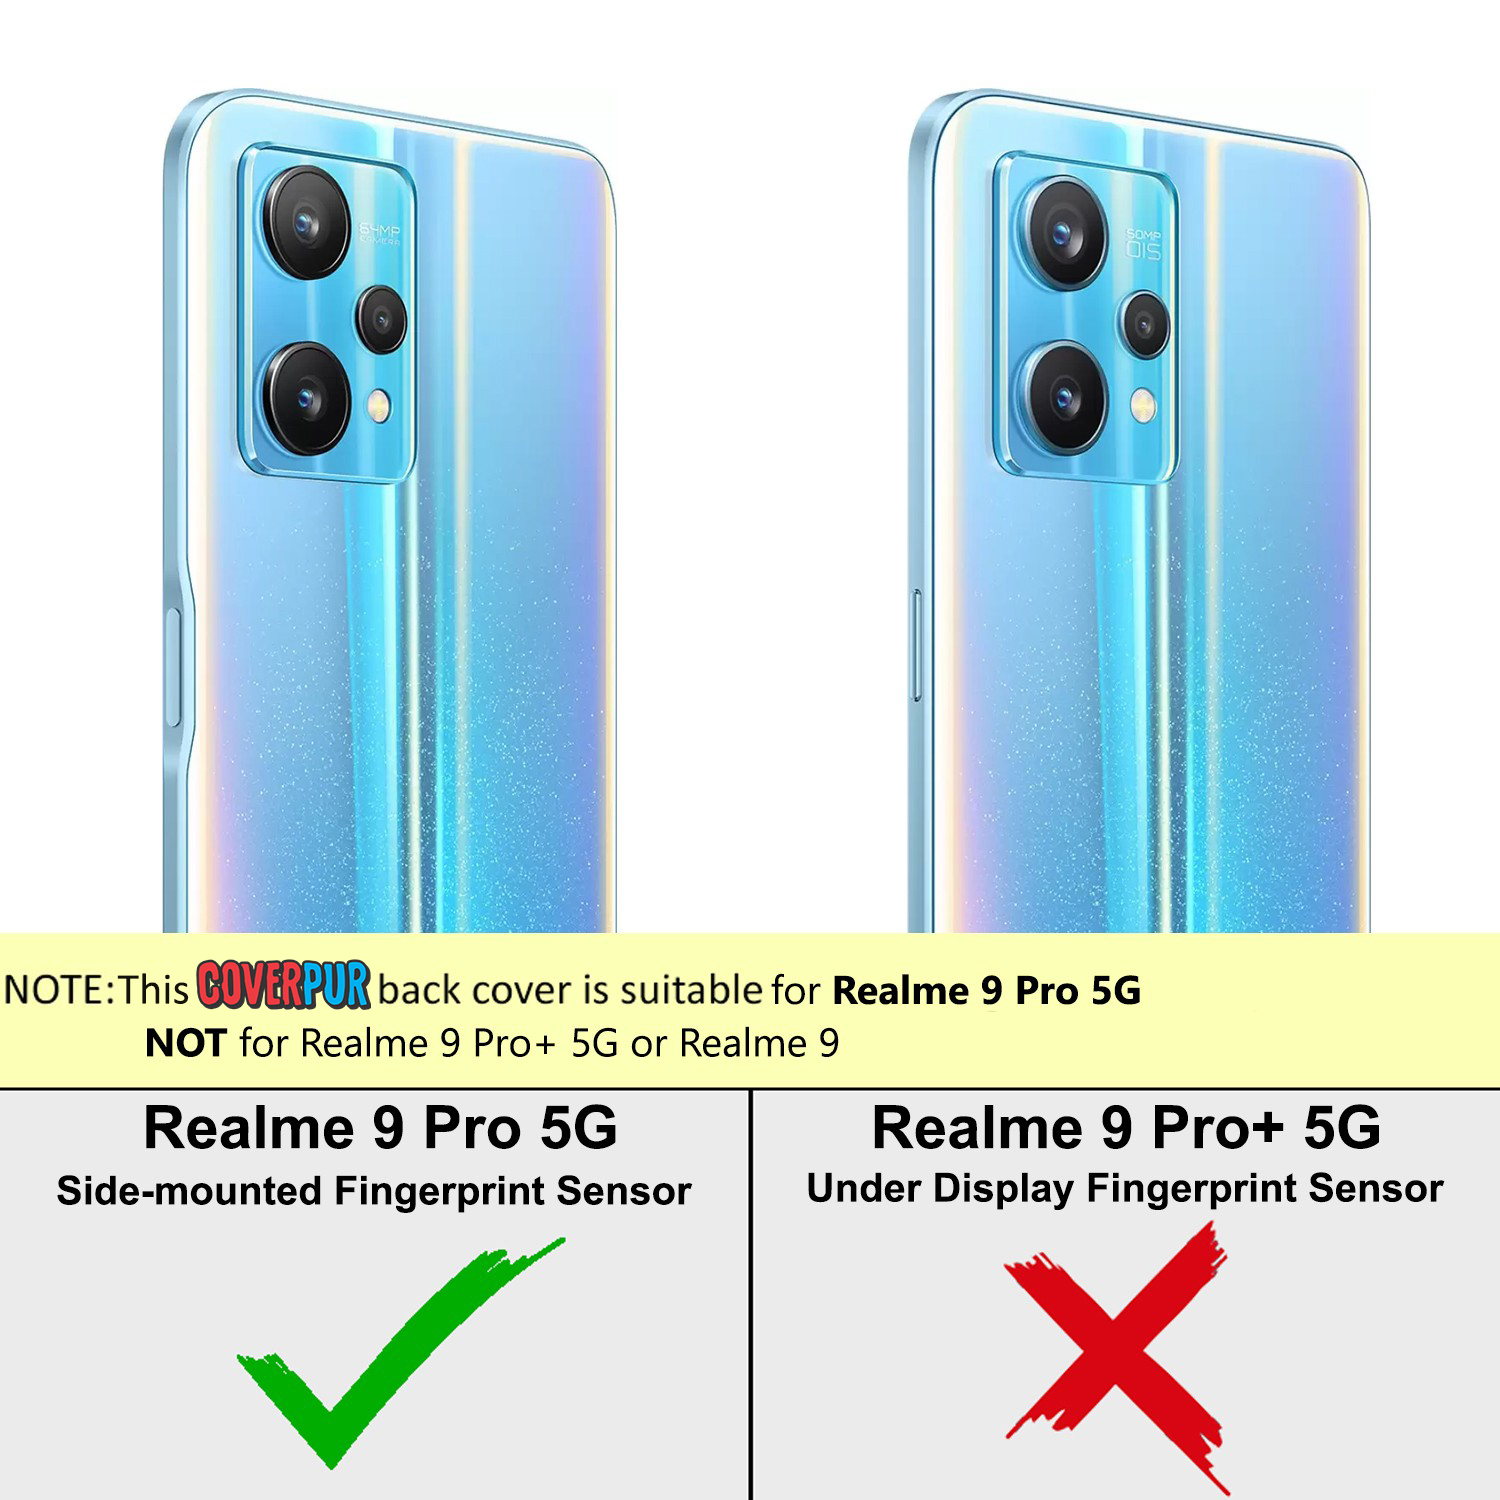 64MP
CAMERA
50MP
OIS
NOTE: This COVERPUR back cover is suitable for Realme 9 Pro 5G
NOT for Realme 9 Pro+ 5G or Realme 9
Realme 9 Pro 5G
Side-mounted Fingerprint Sensor
Realme 9 Pro+ 5G
Under Display Fingerprint Sensor